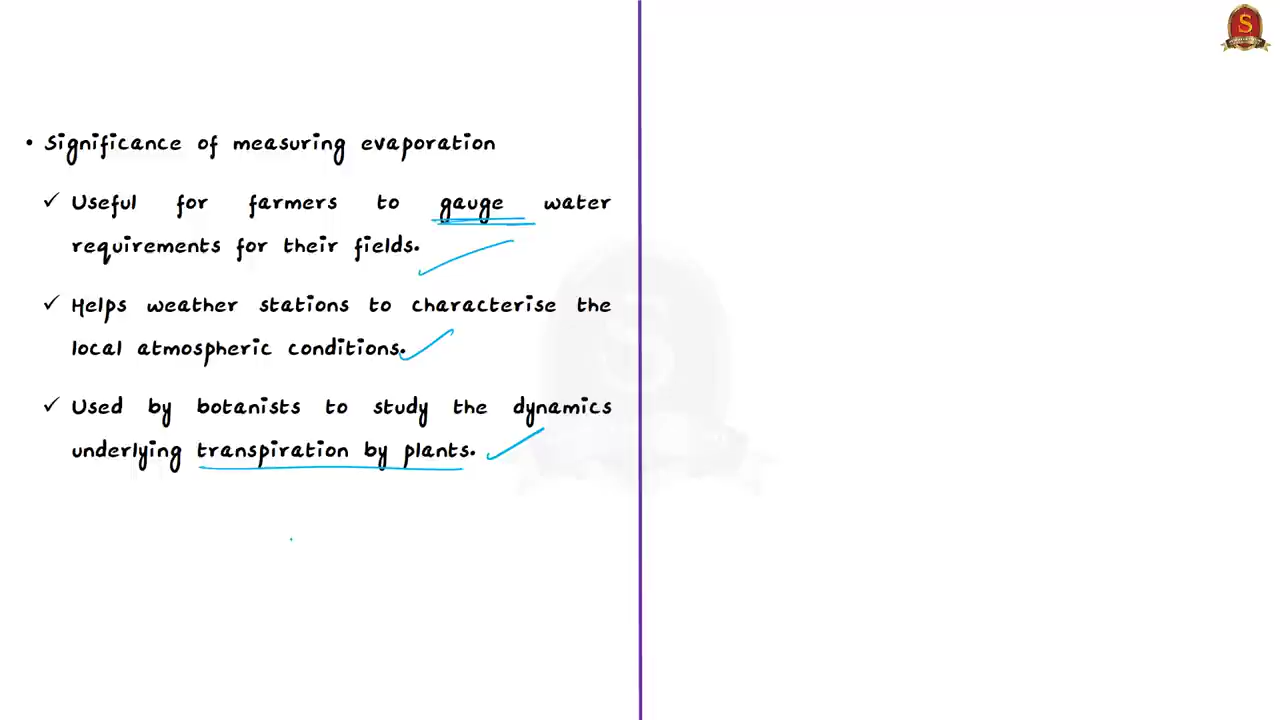 • Significance of measuring evaporation
✓ Useful for farmers to gauge water
requirements for their fields.
✓ Helps weather stations to characterise the
local atmospheric conditions.
✓ Used by botanists to study the dynamics
underlying transpiration by plants.
S